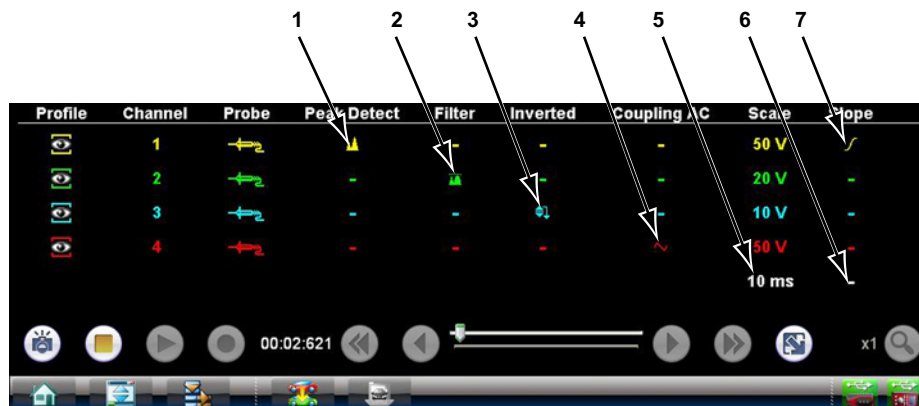 1 2 3 4 5 6 7
Profile Channel Probe Peak Detect Filter Inverted Coupling AC Scale Slope
1 - - - 50 V
2 - - - 20 V -
3 - - - 10 V -
4 - - - 50 V -
10 ms -
00:02:621 x1